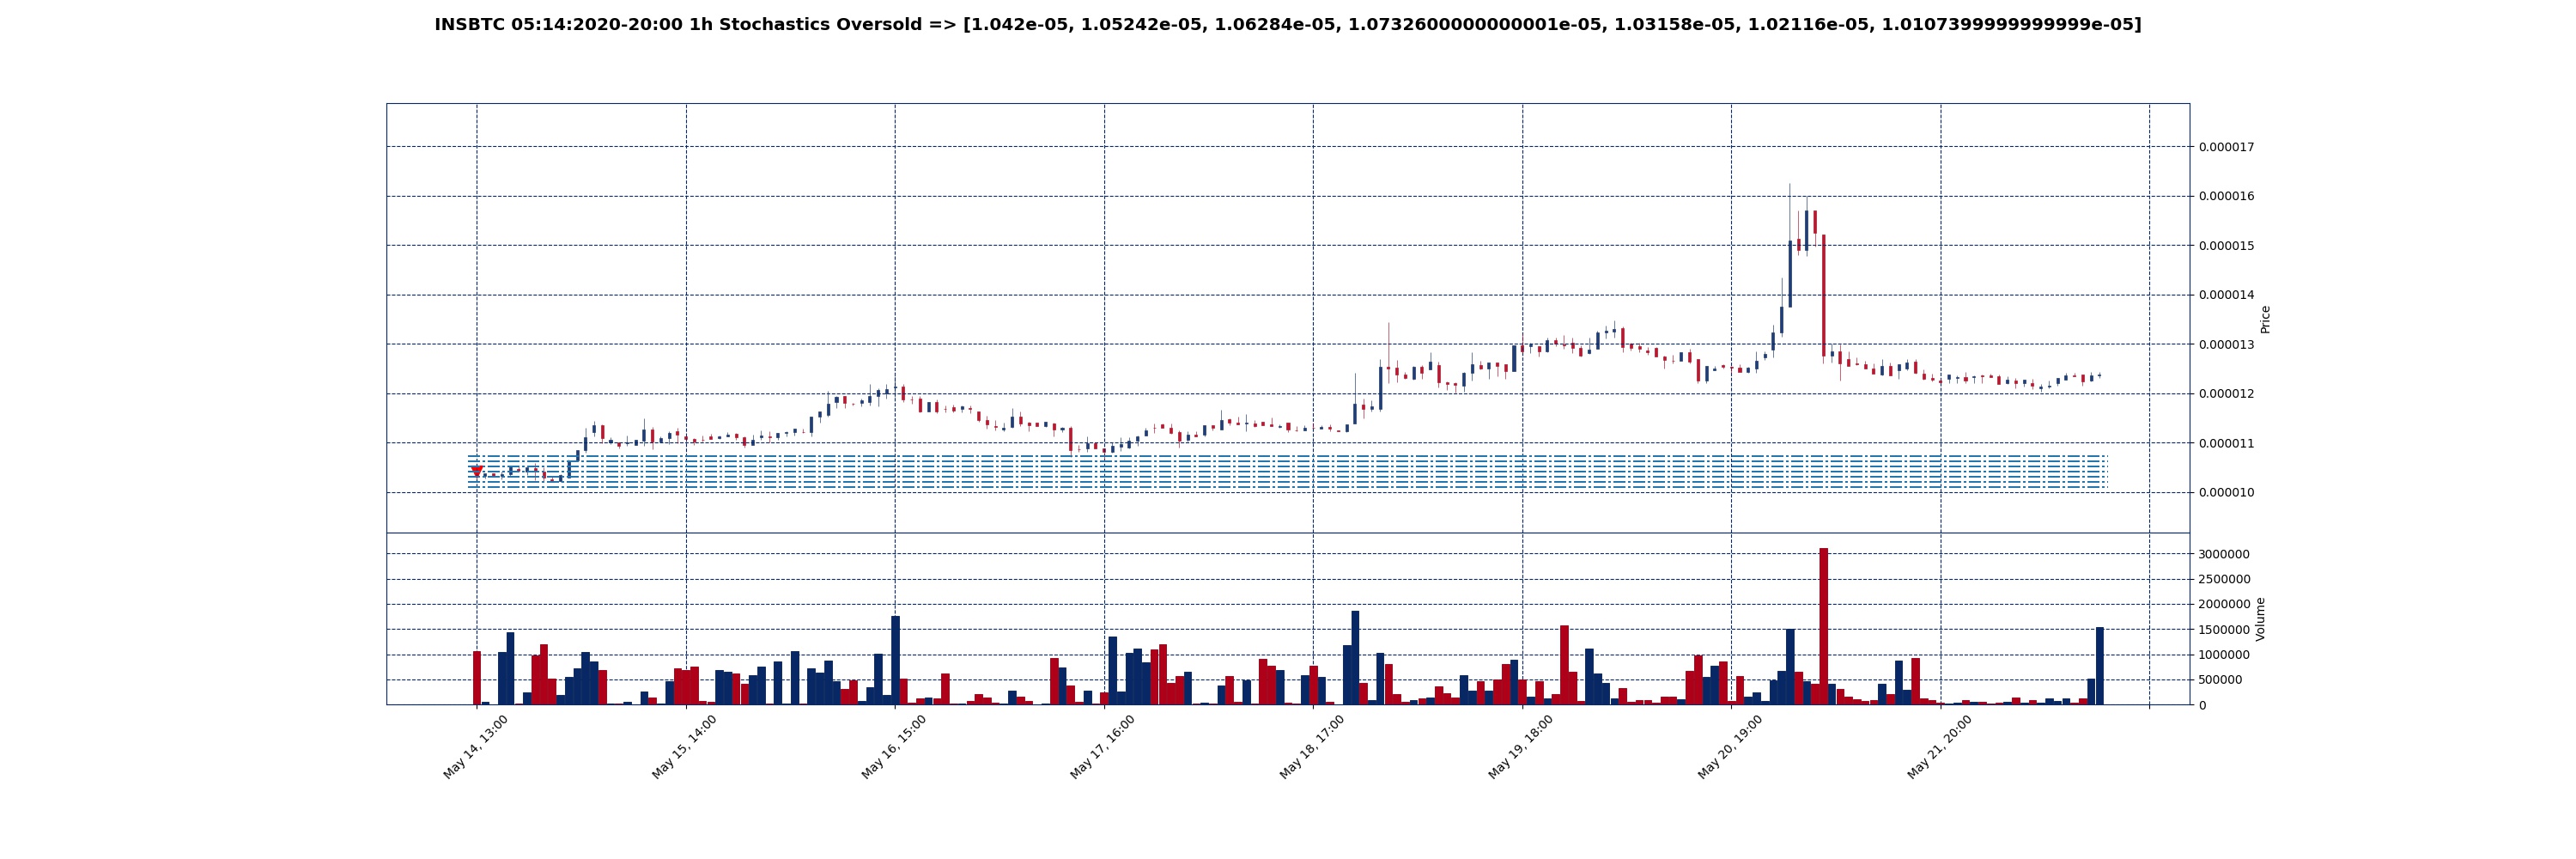 INSBTC 05:14:2020-20:00 1h Stochastics Oversold => [1.042e-05, 1.05242e-05, 1.06284e-05, 1.0732600000000001e-05, 1.03158e-05, 1.02116e-05, 1.0107399999999999e-05]
0.000017
0.000016
0.000015
0.000014
0.000013
0.000012
0.000011
0.000010
Price
3000000
2500000
2000000
1500000
1000000
500000
0
Volume
May 14, 13:00
May 15, 14:00
May 16, 15:00
May 17, 16:00
May 18, 17:00
May 19, 18:00
May 20, 19:00
May 21, 20:00